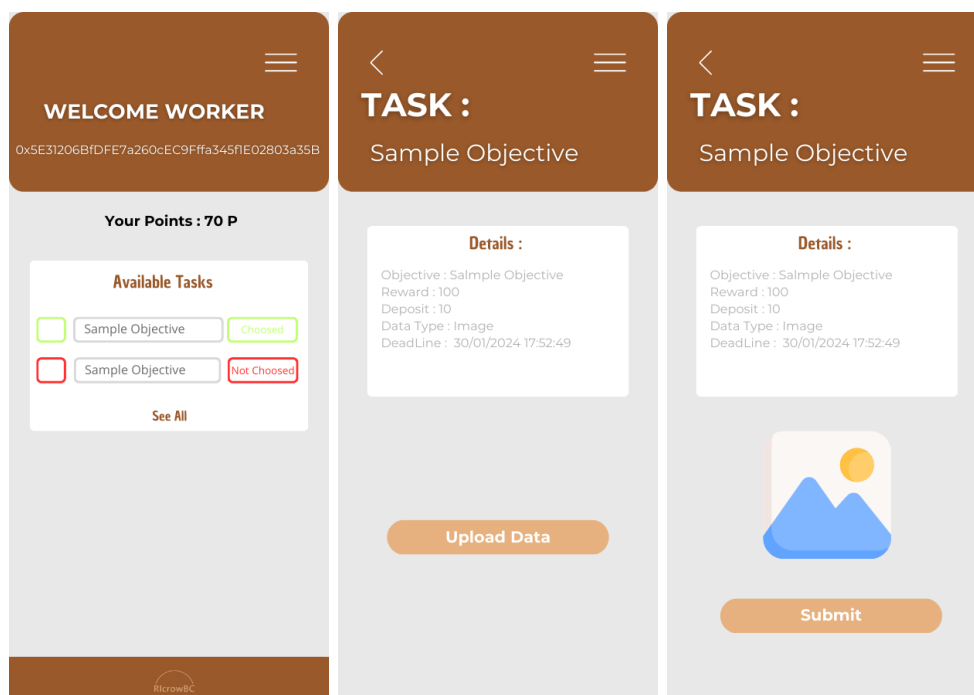 WELCOME WORKER
0x5E31206BfDFE7a260cEC9Fffa345f1E02803a35B
Your Points : 70 P
Available Tasks
Sample Objective
Choosed
Sample Objective
Not Choosed
See All
RIcrowBC
TASK :
Sample Objective
Details :
Objective : Salmple Objective
Reward : 100
Deposit : 10
Data Type : Image
DeadLine : 30/01/2024 17:52:49
Upload Data
TASK :
Sample Objective
Details :
Objective : Salmple Objective
Reward : 100
Deposit : 10
Data Type : Image
DeadLine : 30/01/2024 17:52:49
Submit